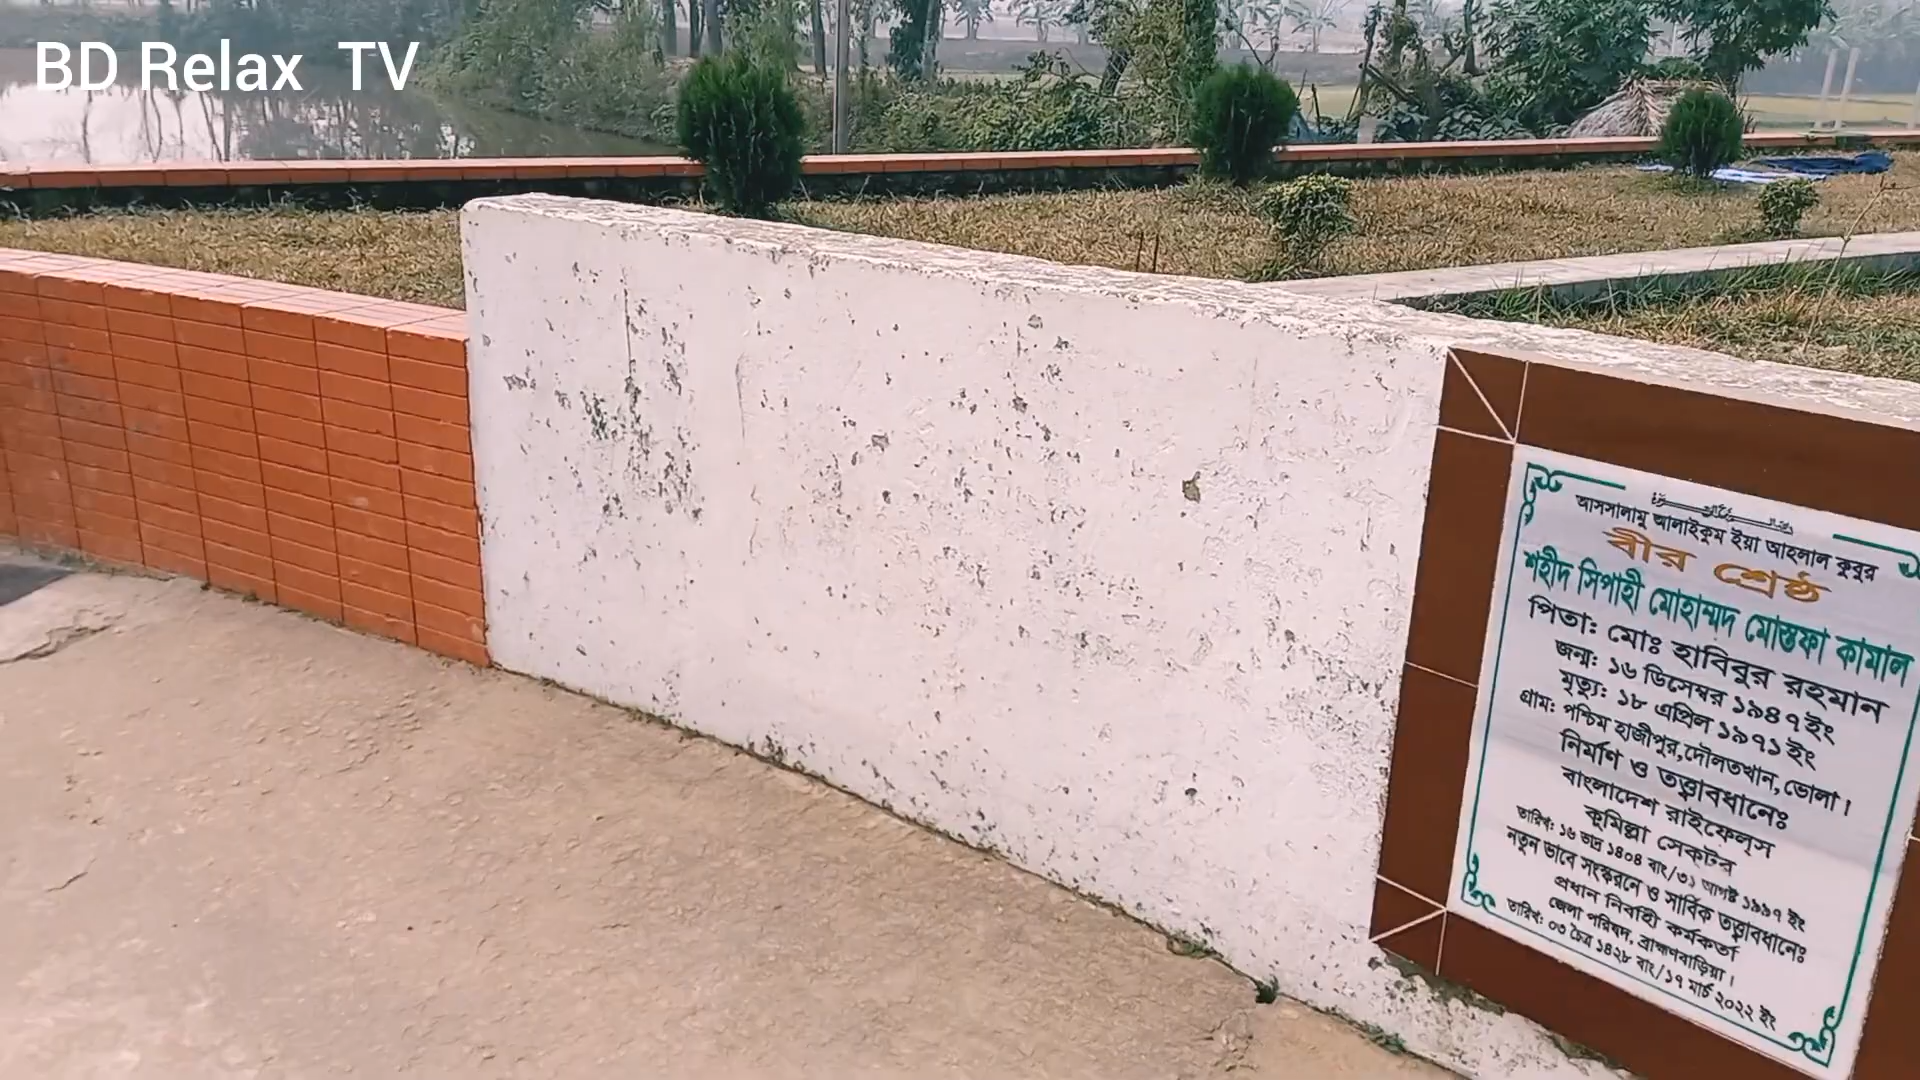 BD Relax TV
আসসালামু আলাইকুম ইয়া আহলাল কুবুর
বীর শ্রেষ্ঠ
শহীদ সিপাহী মোহাম্মদ মোস্তফা কামাল
পিতা: মোঃ হাবিবুর রহমান
জন্ম: ১৬ ডিসেম্বর ১৯৪৭ ইং
মৃত্যু: ১৮ এপ্রিল ১৯৭১ ইং
গ্রাম: পশ্চিম হাজীপুর,দৌলতখান,ভোলা।
নির্মাণ ও তত্ত্বাবধানেঃ
বাংলাদেশ রাইফেল্‌স
কুমিল্লা সেক্টর
তারিখ: ১৬ ভাদ্র ১৪০৪ বাং/৩১ আগষ্ট ১৯৯৭ ইং
নতুন ভাবে সংস্করনে ও সার্বিক তত্ত্বাবধানেঃ
প্রধান নির্বাহী কর্মকর্তা
জেলা পরিষদ, ব্রাহ্মণবাড়িয়া।
তারিখ: ০৩ চৈত্র ১৪২৮ বাং/১৭ মার্চ ২০২২ ইং